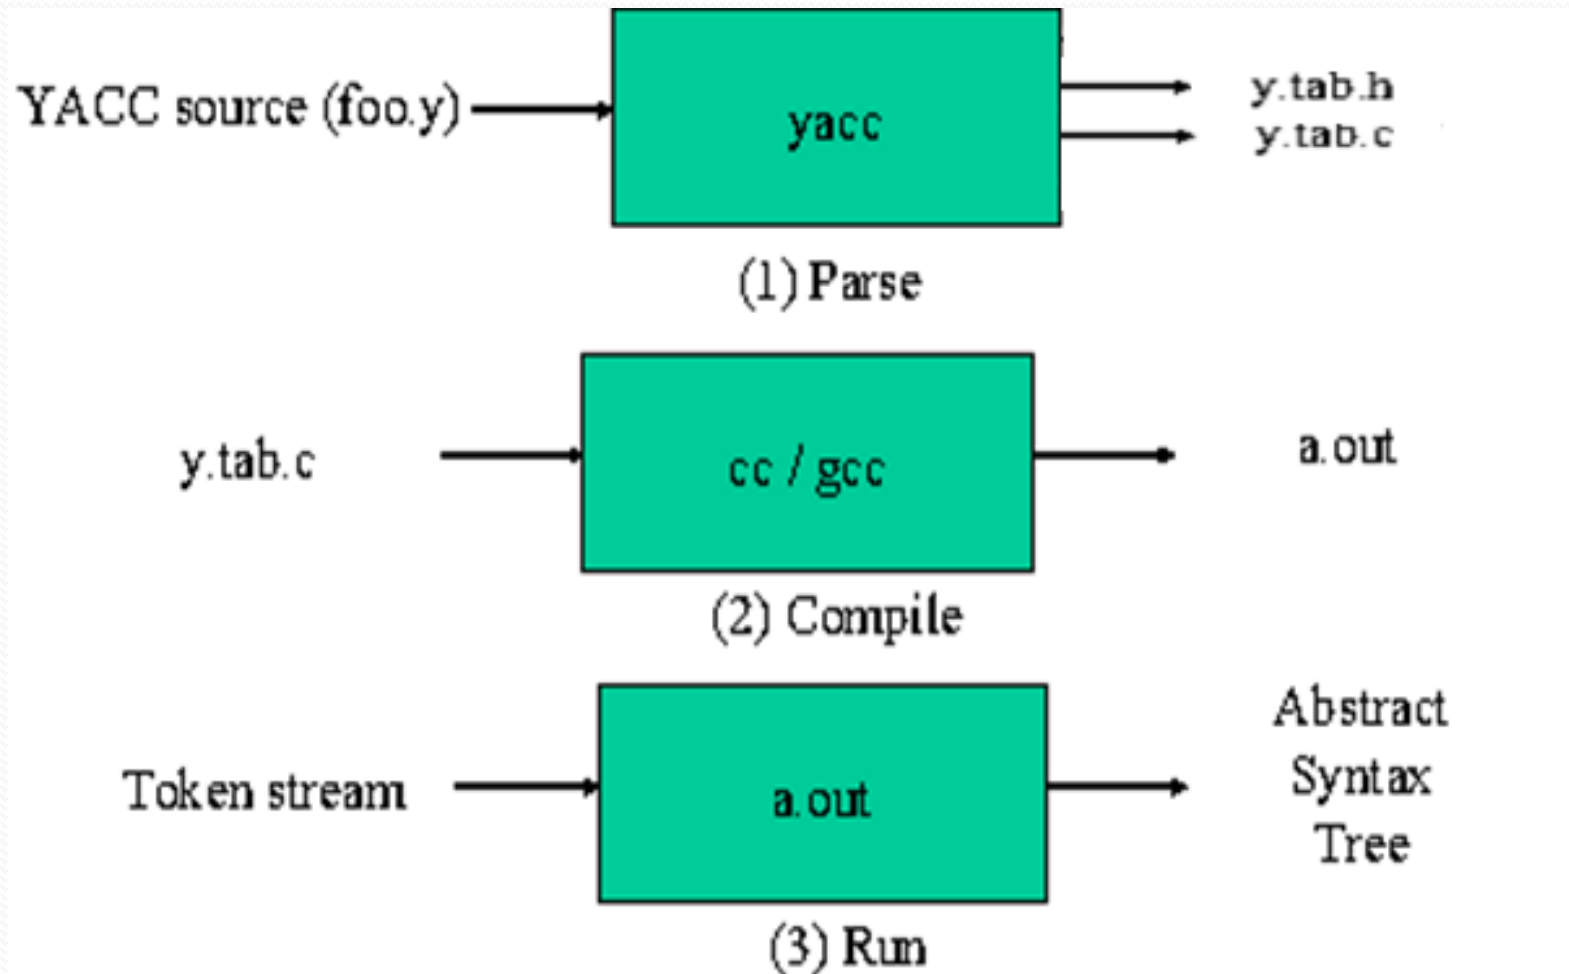 YACC source (foo.y)
yacc
y.tab.h
y.tab.c
(1) Parse
y.tab.c
cc / gcc
a.out
(2) Compile
Token stream
a.out
Abstract
Syntax
Tree
(3) Run